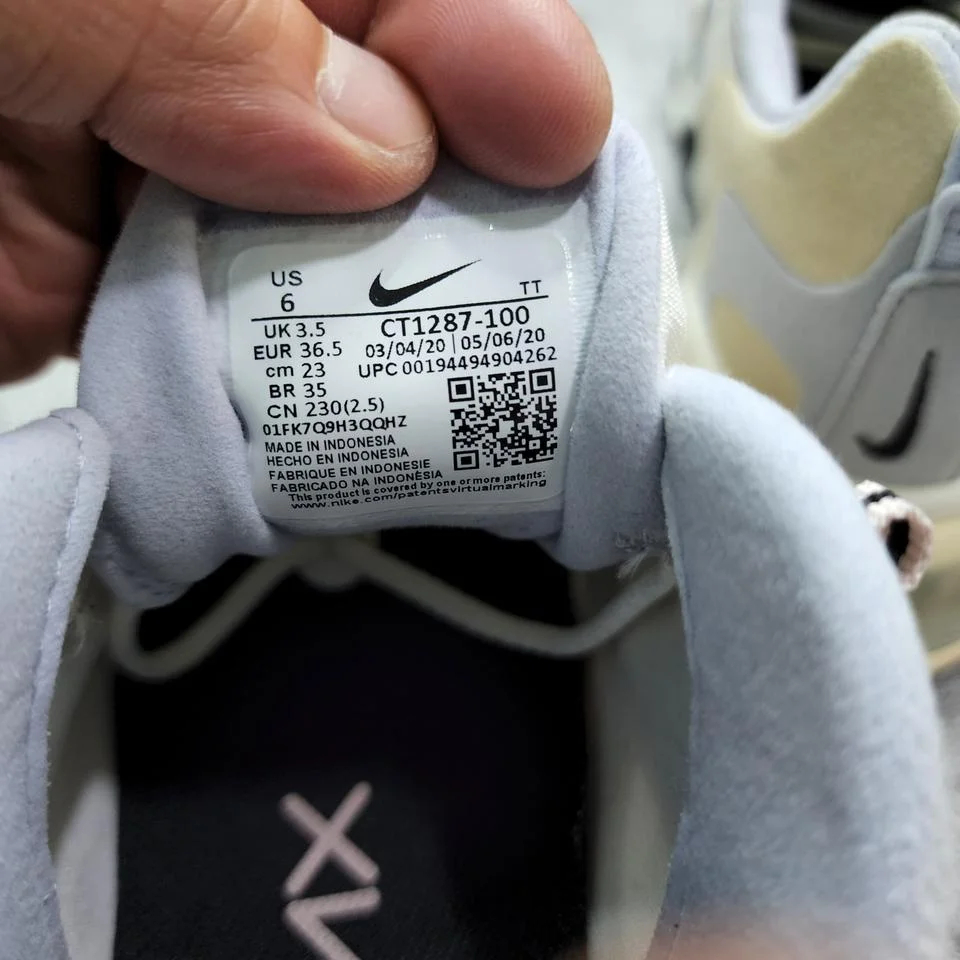 US
6
TT
UK 3.5
EUR 36.5
cm 23
BR 35
CN 230(2.5)
CT1287-100
03/04/20 | 05/06/20
UPC 00194494904262
01FK7Q9H3QQHZ
MADE IN INDONESIA
HECHO EN INDONESIA
FABRIQUE EN INDONESIE
FABRICADO NA INDONÉSIA
This product is covered by one or more patents:
www.nike.com/patentsvirtualmarking